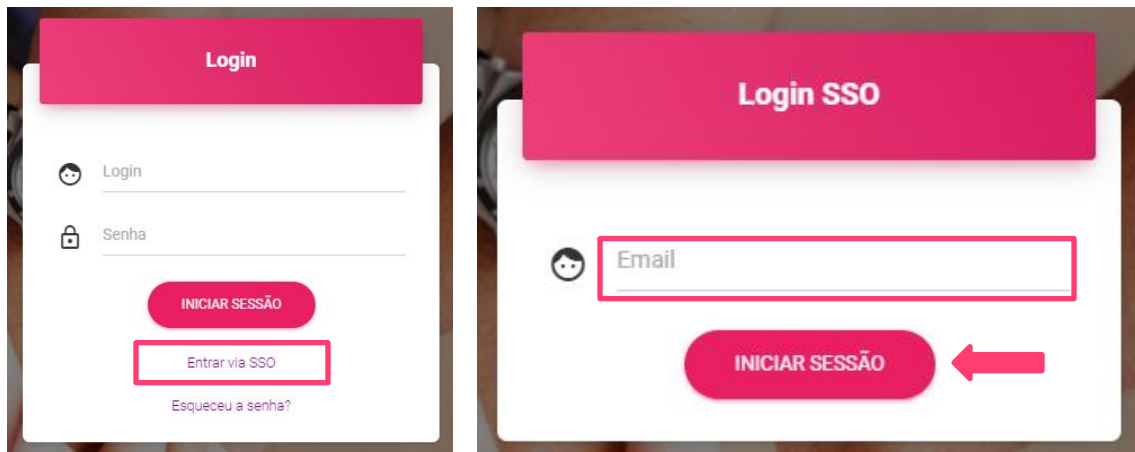 Login
Login
Senha
INICIAR SESSÃO
Entrar via SSO
Esqueceu a senha?
Login SSO
Email
INICIAR SESSÃO